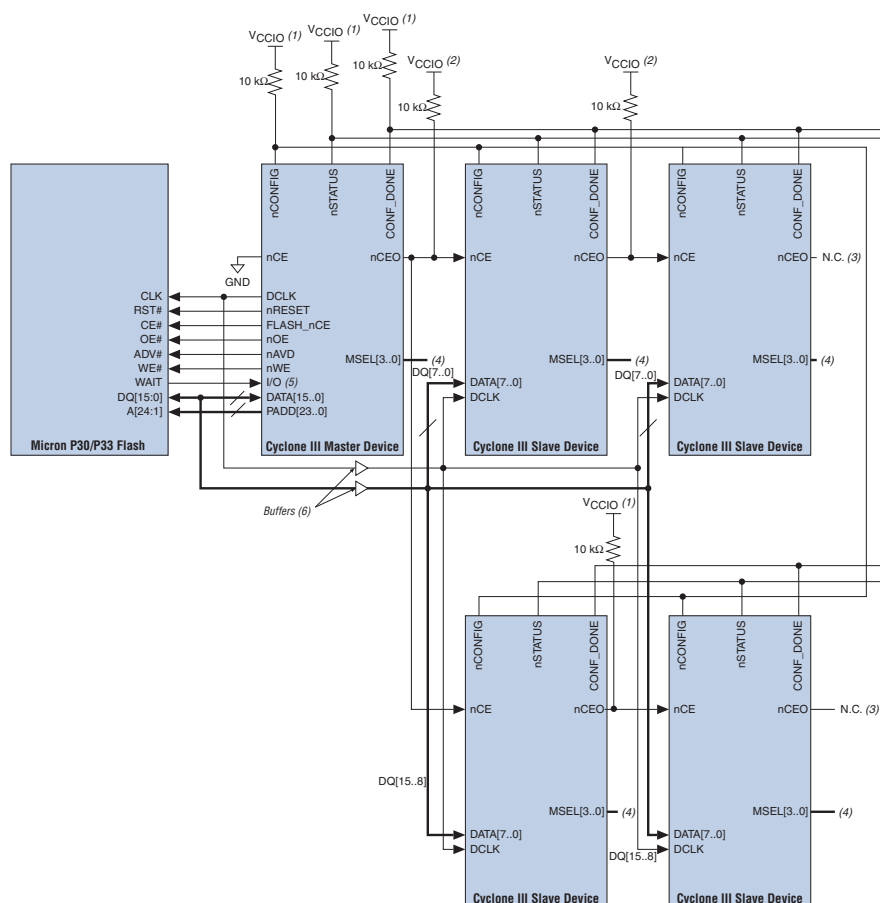 VCCIO (1)
VCCIO (1)
VCCIO (1)
VCCIO (2)
VCCIO (2)
10 kΩ
10 kΩ
10 kΩ
10 kΩ
10 kΩ
nCONFIG
nSTATUS
CONF_DONE
nCONFIG
nSTATUS
CONF_DONE
nCONFIG
nSTATUS
CONF_DONE
nCE
nCEO
nCE
nCEO
nCE
nCEO
N.C. (3)
GND
CLK
DCLK
RST#
nRESET
CE#
FLASH_nCE
OE#
nOE
ADV#
nAVD
WE#
nWE
WAIT
I/O (5)
DQ[15:0]
DATA[15..0]
A[24:1]
PADD[23..0]
MSEL[3..0]
(4)
MSEL[3..0]
(4)
MSEL[3..0]
(4)
DQ[7..0]
DATA[7..0]
DCLK
DQ[7..0]
DATA[7..0]
DCLK
Micron P30/P33 Flash
Cyclone III Master Device
Cyclone III Slave Device
Cyclone III Slave Device
Buffers (6)
VCCIO (1)
10 kΩ
nCONFIG
nSTATUS
CONF_DONE
nCONFIG
nSTATUS
CONF_DONE
nCE
nCEO
nCE
nCEO
N.C. (3)
DQ[15..8]
MSEL[3..0]
(4)
MSEL[3..0]
(4)
DATA[7..0]
DCLK
DQ[15..8]
DATA[7..0]
DCLK
Cyclone III Slave Device
Cyclone III Slave Device